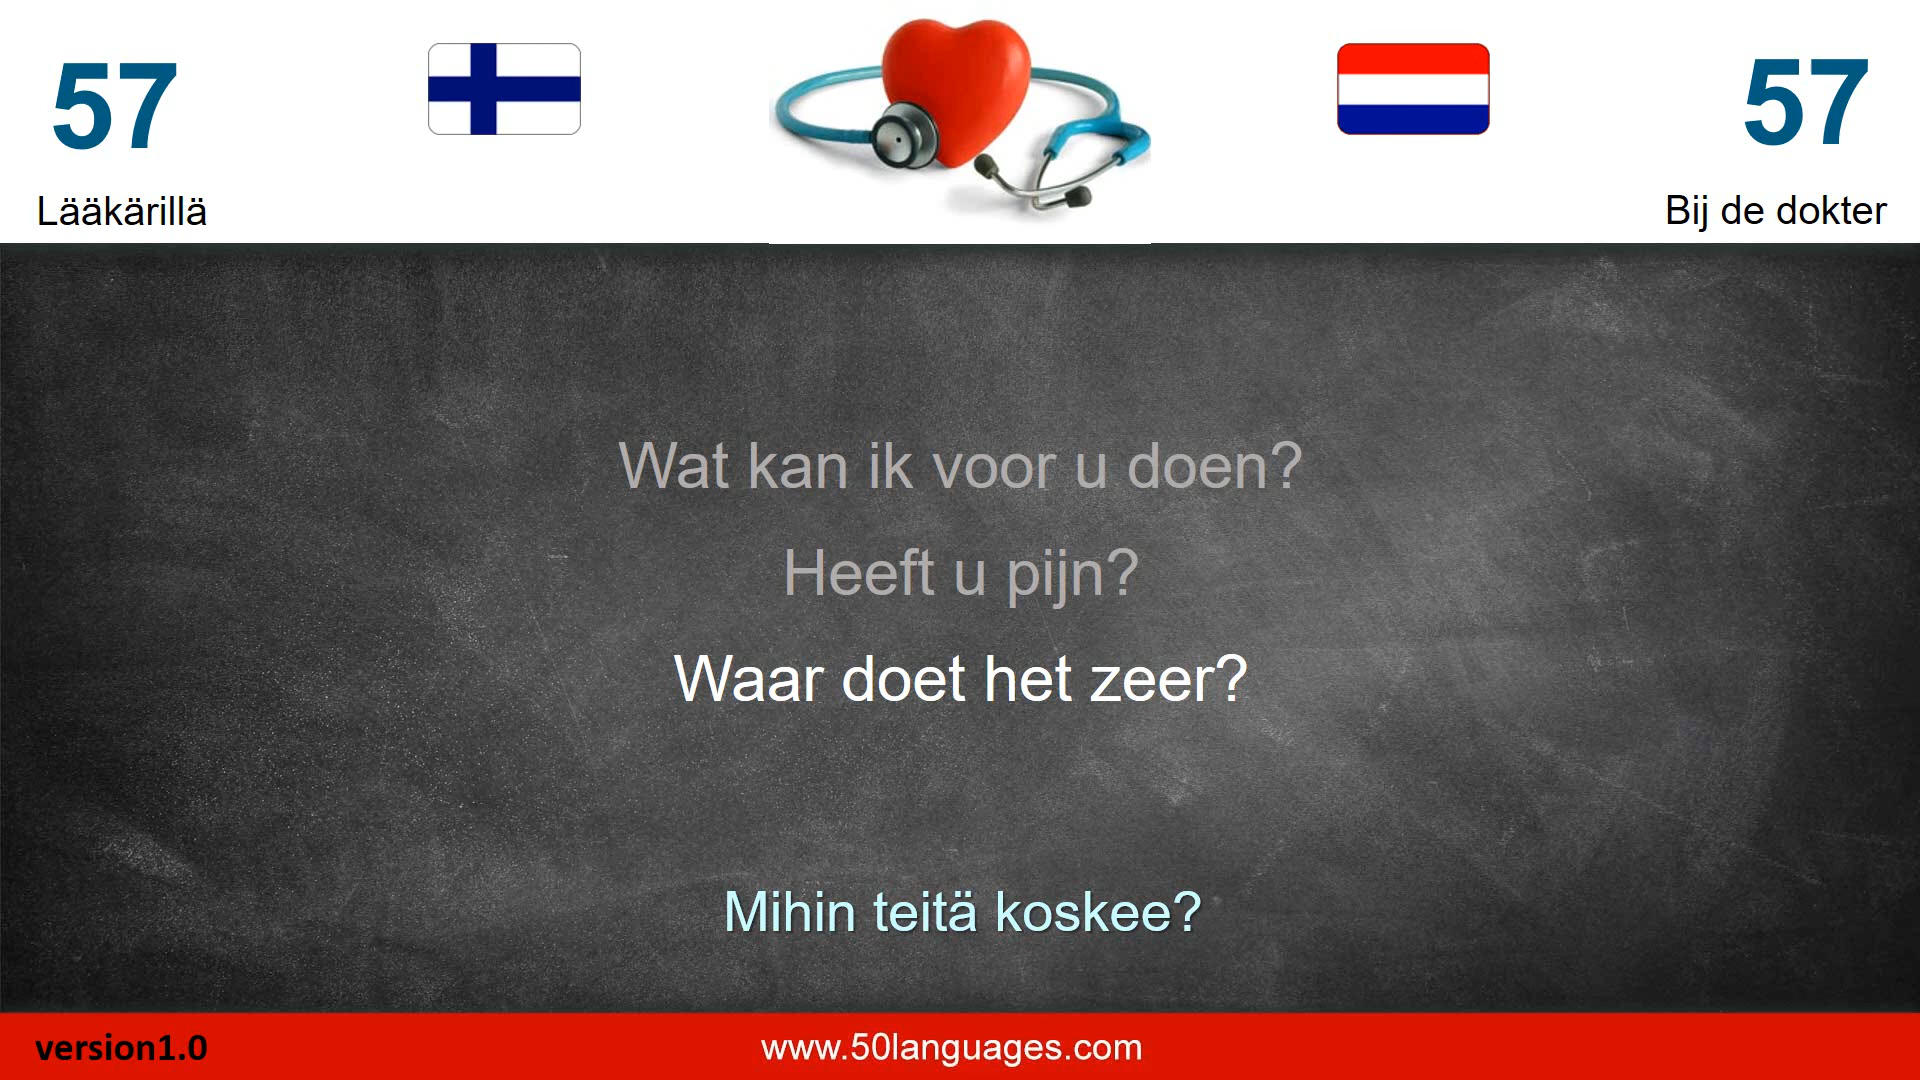 57
57
Lääkärillä
Bij de dokter
Wat kan ik voor u doen?
Heeft u pijn?
Waar doet het zeer?
Mihin teitä koskee?
version1.0
www.50languages.com